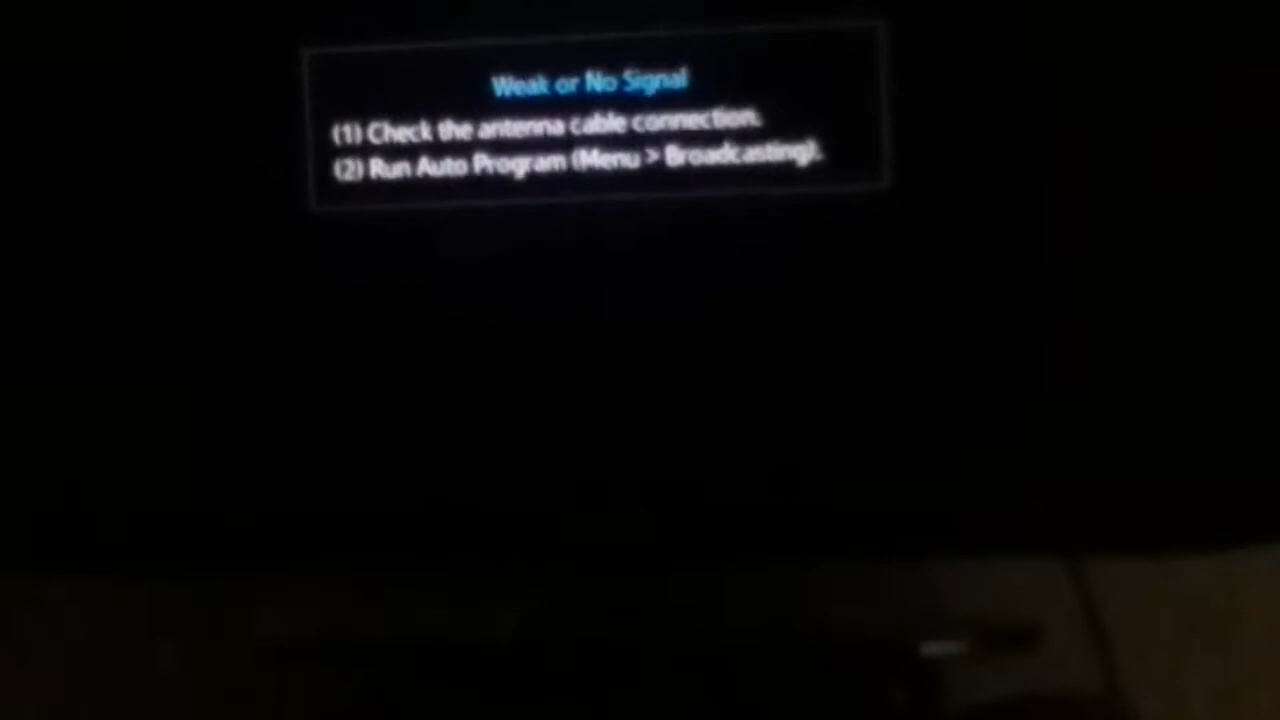 Weak or No Signal
(1) Check the antenna cable connection.
(2) Run Auto Program (Menu > Broadcasting).